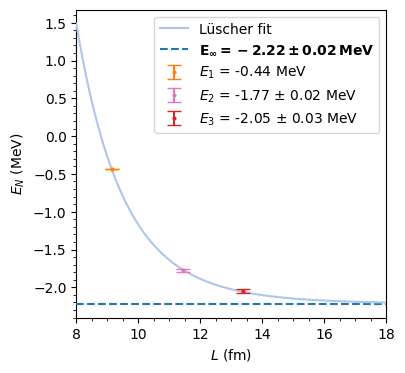 Lüscher fit
E∞ = − 2.22 ± 0.02 MeV
E1 = -0.44 MeV
E2 = -1.77 ± 0.02 MeV
E3 = -2.05 ± 0.03 MeV
EN (MeV)
1.5
1.0
0.5
0.0
−0.5
−1.0
−1.5
−2.0
8 10 12 14 16 18
L (fm)